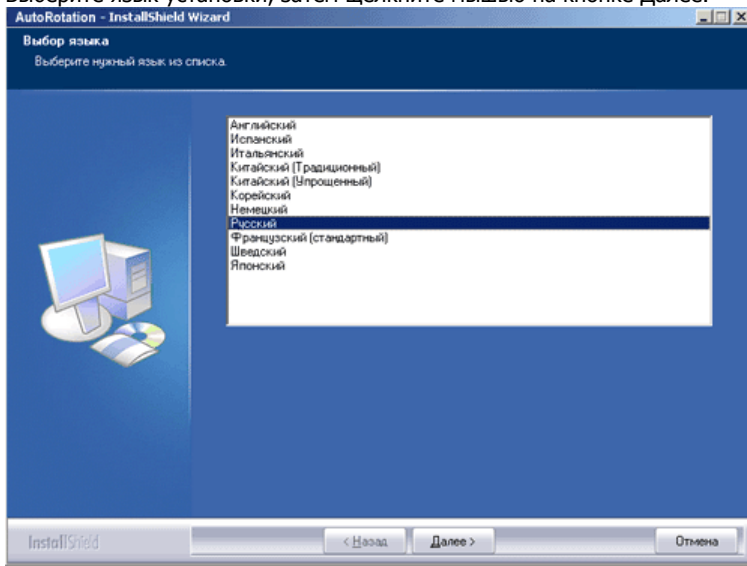 Выберите язык установки, затем щелкните мышью на кнопке Далее.
AutoRotation - InstallShield Wizard
Выбор языка
Выберите нужный язык из списка.
Английский
Испанский
Итальянский
Китайский (Традиционный)
Китайский (Упрощенный)
Корейский
Немецкий
Русский
Французский (стандартный)
Шведский
Японский
InstallShield
< Назад
Далее >
Отмена